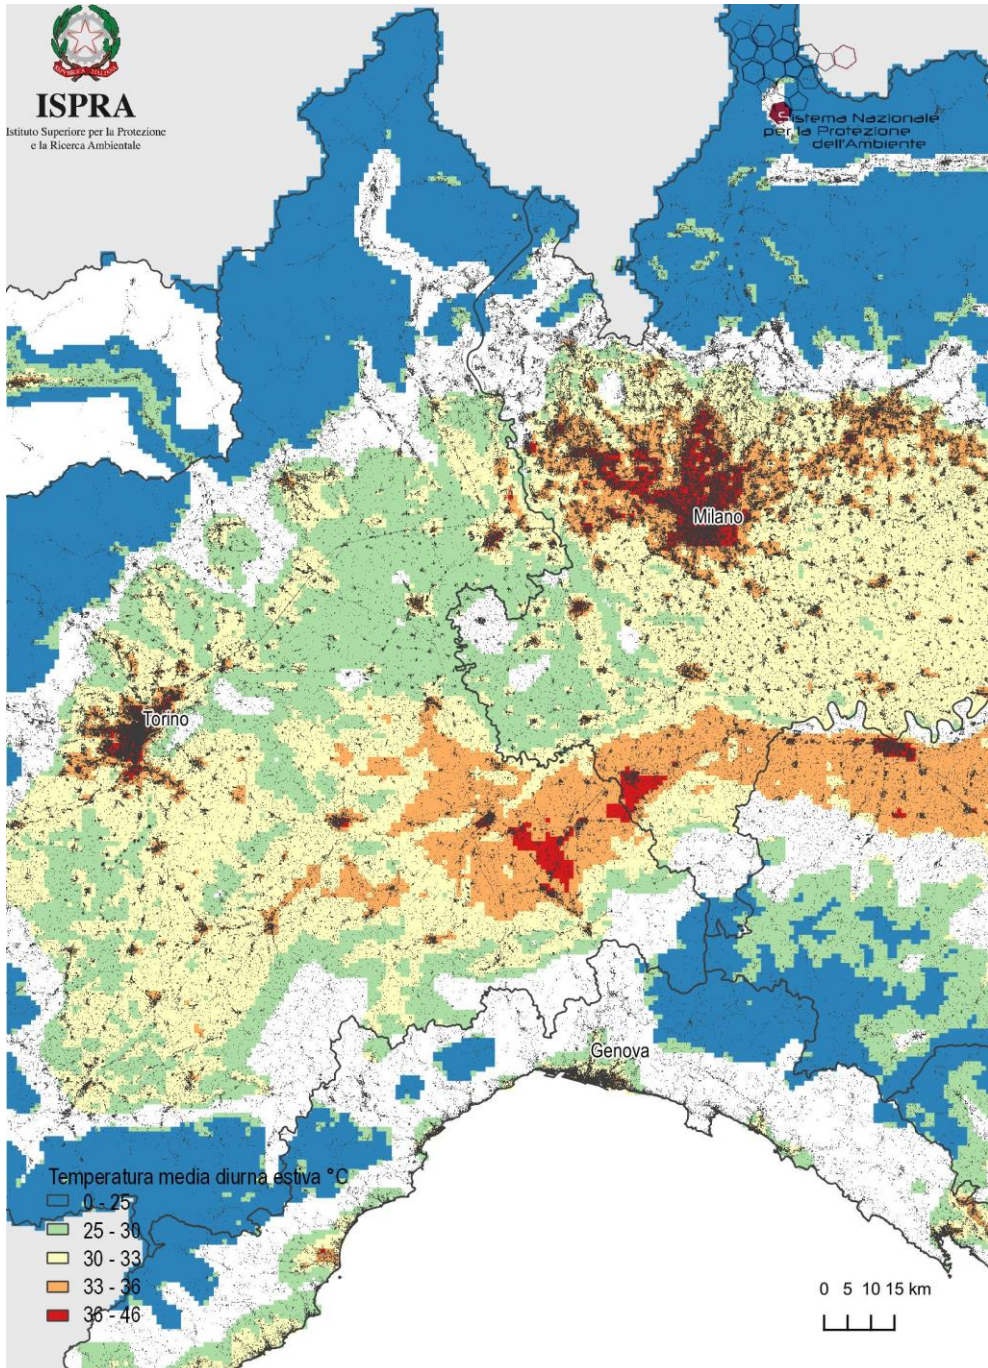 REPVBBLICA ITALIANA
ISPRA
Istituto Superiore per la Protezione
e la Ricerca Ambientale
Sistema Nazionale
per la Protezione
dell'Ambiente
Milano
Torino
Genova
Temperatura media diurna estiva °C
0 - 25
25 - 30
30 - 33
33 - 36
36 - 46
0 5 10 15 km